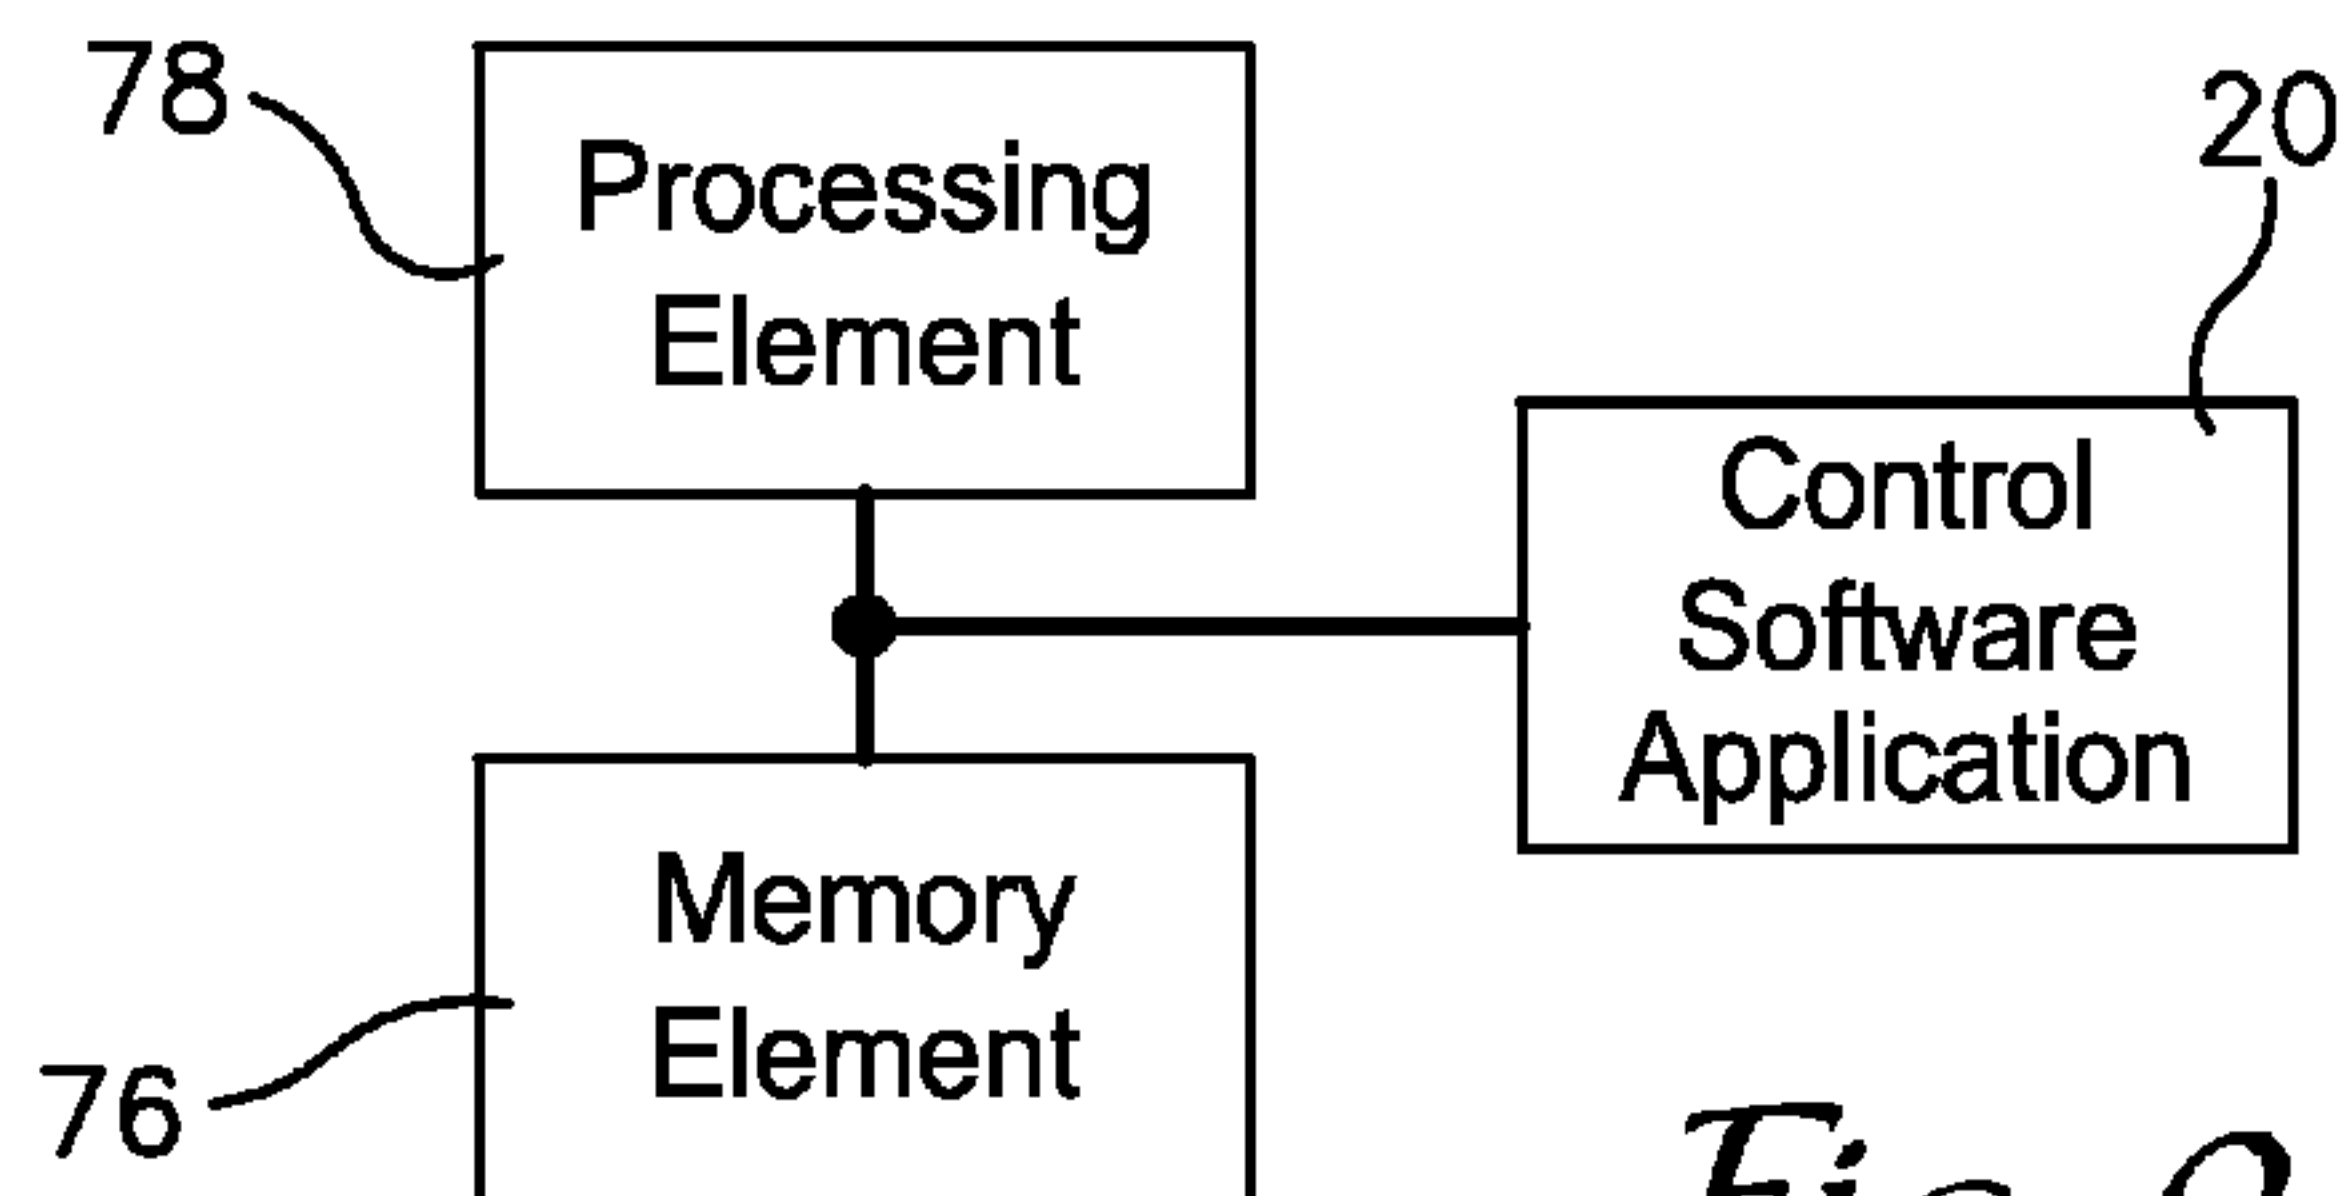 78
Processing
Element
20
Control
Software
Application
Memory
Element
76